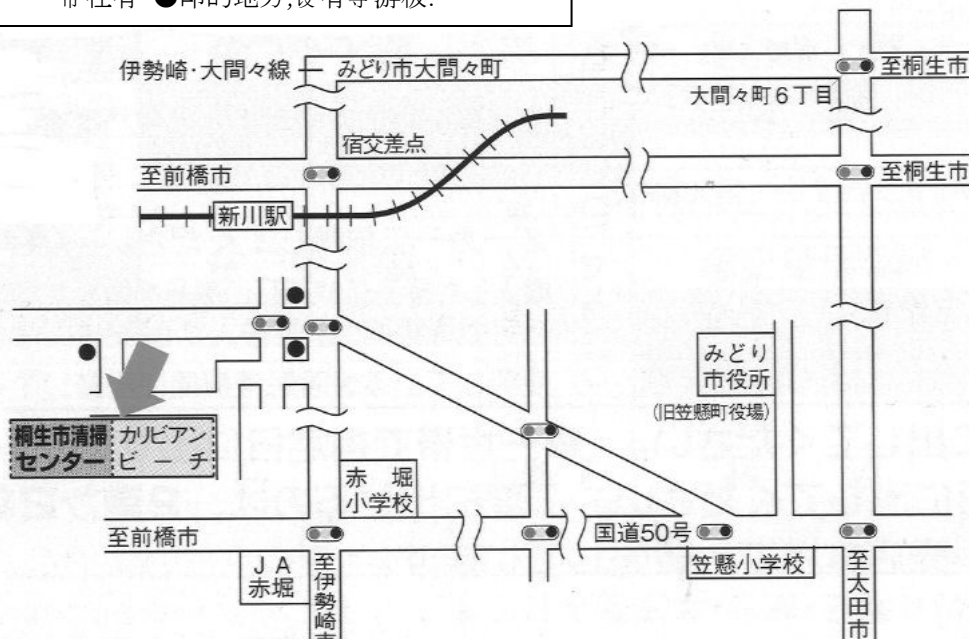 伊勢崎・大間々線
みどり市大間々町
至桐生市
大間々町6丁目
宿交差点
至前橋市
至桐生市
新川駅
みどり
市役所
(旧笠懸町役場)
桐生市清掃
センター
カリビアン
ビーチ
赤堀
小学校
至前橋市
国道50号
JA
赤堀
笠懸小学校
至伊勢崎市
至太田市